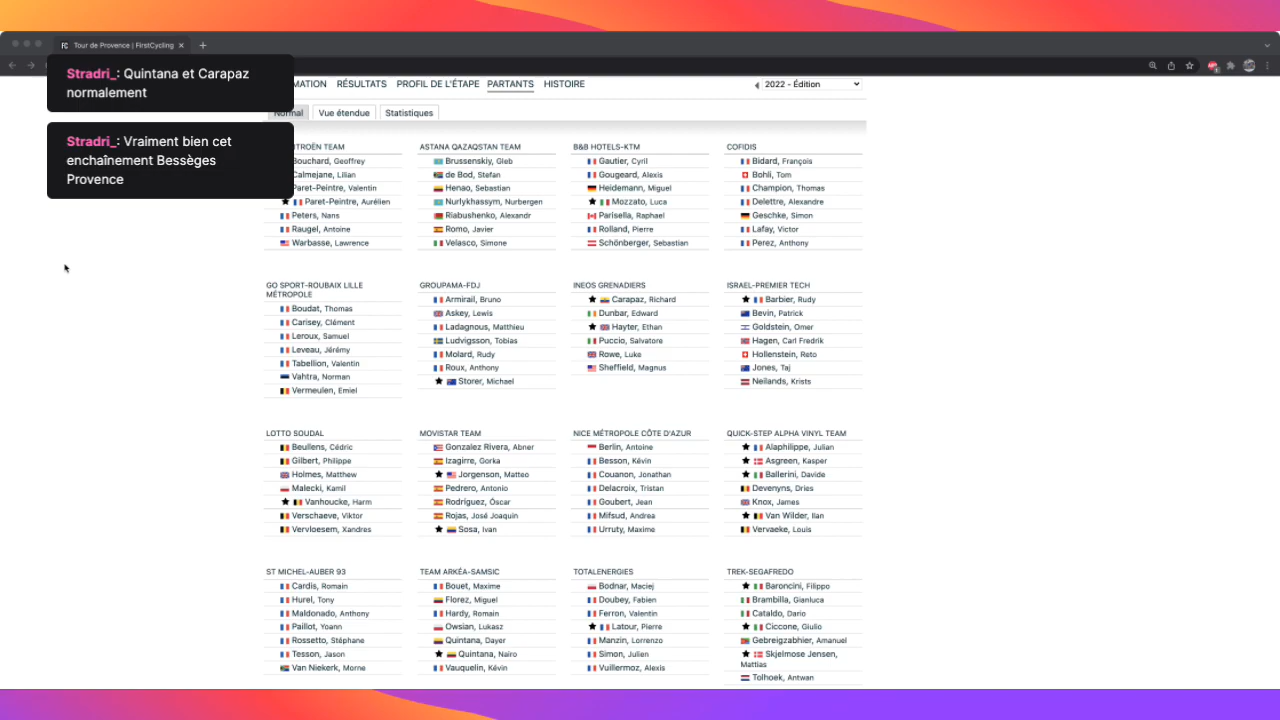 Tour de Provence | FirstCycling
Stradri_: Quintana et Carapaz
normalement
Stradri_: Vraiment bien cet
enchaînement Bessèges
Provence
MATION RÉSULTATS PROFIL DE L'ÉTAPE PARTANTS HISTOIRE
2022 - Édition
Normal Vue étendue Statistiques
ITROËN TEAM
Bouchard, Geoffrey
Calmejane, Lilian
Paret-Peintre, Valentin
Paret-Peintre, Aurélien
Peters, Nans
Raugel, Antoine
Warbasse, Lawrence
ASTANA QAZAQSTAN TEAM
Brussenskiy, Gleb
de Bod, Stefan
Henao, Sebastian
Nurlykhassym, Nurbergen
Riabushenko, Alexandr
Romo, Javier
Velasco, Simone
B&B HOTELS-KTM
Gautier, Cyril
Gougeard, Alexis
Heidemann, Miguel
Mozzato, Luca
Parisella, Raphael
Rolland, Pierre
Schönberger, Sebastian
COFIDIS
Bidard, François
Bohli, Tom
Champion, Thomas
Delettre, Alexandre
Geschke, Simon
Lafay, Victor
Perez, Anthony
GO SPORT-ROUBAIX LILLE
MÉTROPOLE
Boudat, Thomas
Carisey, Clément
Leroux, Samuel
Leveau, Jérémy
Tabellion, Valentin
Vahtra, Norman
Vermeulen, Emiel
GROUPAMA-FDJ
Armirail, Bruno
Askey, Lewis
Ladagnous, Matthieu
Ludvigsson, Tobias
Molard, Rudy
Roux, Anthony
Storer, Michael
INEOS GRENADIERS
Carapaz, Richard
Dunbar, Edward
Hayter, Ethan
Puccio, Salvatore
Rowe, Luke
Sheffield, Magnus
ISRAEL-PREMIER TECH
Barbier, Rudy
Bevin, Patrick
Goldstein, Omer
Hagen, Carl Fredrik
Hollenstein, Reto
Jones, Taj
Neilands, Krists
LOTTO SOUDAL
Beullens, Cédric
Gilbert, Philippe
Holmes, Matthew
Malecki, Kamil
Vanhoucke, Harm
Verschaeve, Viktor
Vervloesem, Xandres
MOVISTAR TEAM
Gonzalez Rivera, Abner
Izagirre, Gorka
Jorgenson, Matteo
Pedrero, Antonio
Rodríguez, Óscar
Rojas, José Joaquin
Sosa, Ivan
NICE MÉTROPOLE CÔTE D'AZUR
Berlin, Antoine
Besson, Kévin
Couanon, Jonathan
Delacroix, Tristan
Goubert, Jean
Mifsud, Andrea
Urruty, Maxime
QUICK-STEP ALPHA VINYL TEAM
Alaphilippe, Julian
Asgreen, Kasper
Ballerini, Davide
Devenyns, Dries
Knox, James
Van Wilder, Ilan
Vervaeke, Louis
ST MICHEL-AUBER 93
Cardis, Romain
Hurel, Tony
Maldonado, Anthony
Paillot, Yoann
Rossetto, Stéphane
Tesson, Jason
Van Niekerk, Morne
TEAM ARKÉA-SAMSIC
Bouet, Maxime
Florez, Miguel
Hardy, Romain
Owsian, Lukasz
Quintana, Dayer
Quintana, Nairo
Vauquelin, Kévin
TOTALENERGIES
Bodnar, Maciej
Doubey, Fabien
Ferron, Valentin
Latour, Pierre
Manzin, Lorrenzo
Simon, Julien
Vuillermoz, Alexis
TREK-SEGAFREDO
Baroncini, Filippo
Brambilla, Gianluca
Cataldo, Dario
Ciccone, Giulio
Gebreigzabhier, Amanuel
Skjelmose Jensen,
Mattias
Tolhoek, Antwan